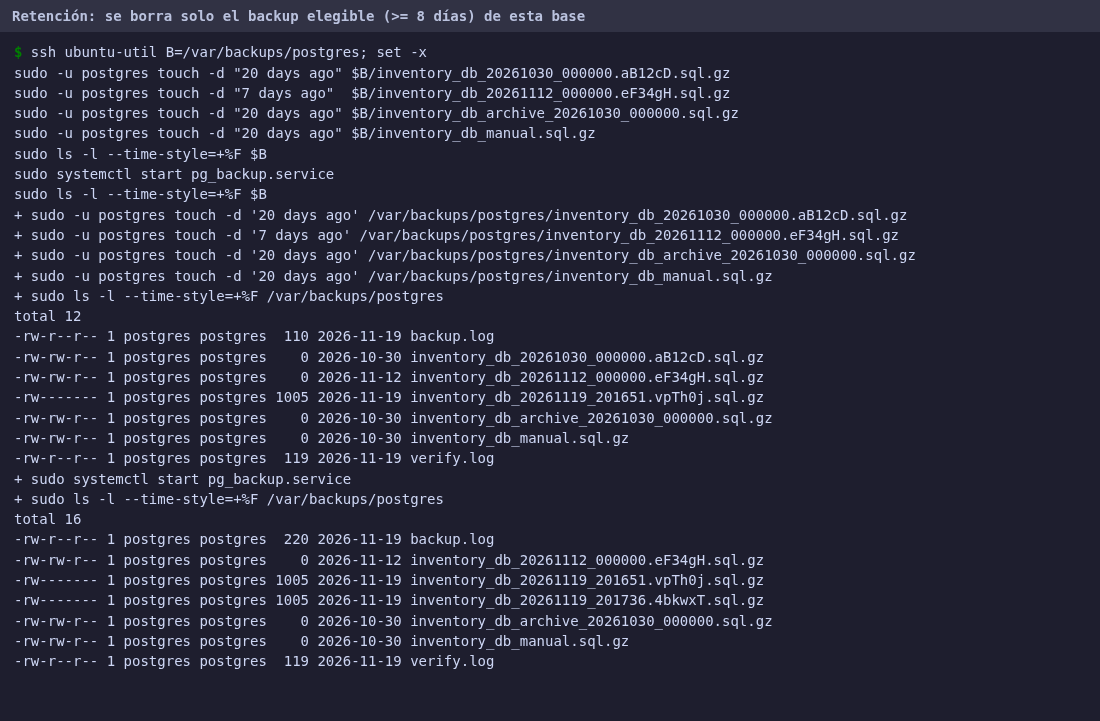 Retención: se borra solo el backup elegible (>= 8 días) de esta base
$ ssh ubuntu-util B=/var/backups/postgres; set -x
sudo -u postgres touch -d "20 days ago" $B/inventory_db_20261030_000000.aB12cD.sql.gz
sudo -u postgres touch -d "7 days ago"  $B/inventory_db_20261112_000000.eF34gH.sql.gz
sudo -u postgres touch -d "20 days ago" $B/inventory_db_archive_20261030_000000.sql.gz
sudo -u postgres touch -d "20 days ago" $B/inventory_db_manual.sql.gz
sudo ls -l --time-style=+%F $B
sudo systemctl start pg_backup.service
sudo ls -l --time-style=+%F $B
+ sudo -u postgres touch -d '20 days ago' /var/backups/postgres/inventory_db_20261030_000000.aB12cD.sql.gz
+ sudo -u postgres touch -d '7 days ago' /var/backups/postgres/inventory_db_20261112_000000.eF34gH.sql.gz
+ sudo -u postgres touch -d '20 days ago' /var/backups/postgres/inventory_db_archive_20261030_000000.sql.gz
+ sudo -u postgres touch -d '20 days ago' /var/backups/postgres/inventory_db_manual.sql.gz
+ sudo ls -l --time-style=+%F /var/backups/postgres
total 12
-rw-r--r-- 1 postgres postgres  110 2026-11-19 backup.log
-rw-rw-r-- 1 postgres postgres    0 2026-10-30 inventory_db_20261030_000000.aB12cD.sql.gz
-rw-rw-r-- 1 postgres postgres    0 2026-11-12 inventory_db_20261112_000000.eF34gH.sql.gz
-rw------- 1 postgres postgres 1005 2026-11-19 inventory_db_20261119_201651.vpTh0j.sql.gz
-rw-rw-r-- 1 postgres postgres    0 2026-10-30 inventory_db_archive_20261030_000000.sql.gz
-rw-rw-r-- 1 postgres postgres    0 2026-10-30 inventory_db_manual.sql.gz
-rw-r--r-- 1 postgres postgres  119 2026-11-19 verify.log
+ sudo systemctl start pg_backup.service
+ sudo ls -l --time-style=+%F /var/backups/postgres
total 16
-rw-r--r-- 1 postgres postgres  220 2026-11-19 backup.log
-rw-rw-r-- 1 postgres postgres    0 2026-11-12 inventory_db_20261112_000000.eF34gH.sql.gz
-rw------- 1 postgres postgres 1005 2026-11-19 inventory_db_20261119_201651.vpTh0j.sql.gz
-rw------- 1 postgres postgres 1005 2026-11-19 inventory_db_20261119_201736.4bkwxT.sql.gz
-rw-rw-r-- 1 postgres postgres    0 2026-10-30 inventory_db_archive_20261030_000000.sql.gz
-rw-rw-r-- 1 postgres postgres    0 2026-10-30 inventory_db_manual.sql.gz
-rw-r--r-- 1 postgres postgres  119 2026-11-19 verify.log